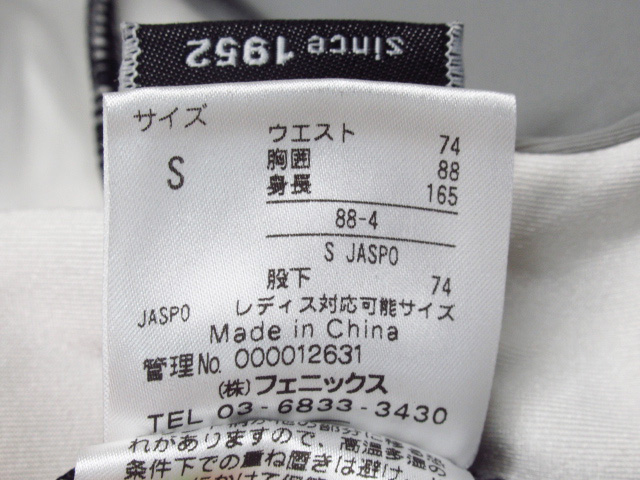 since 1952
サイズ
S
ウエスト 74
胸囲 88
身長 165
88-4
S JASPO
股下 74
JASPO レディス対応可能サイズ
Made in China
管理No. 000012631
(株)フェニックス
TEL 03-6833-3430
れがありますので、高温多湿の
条件下での重ね置きは避け